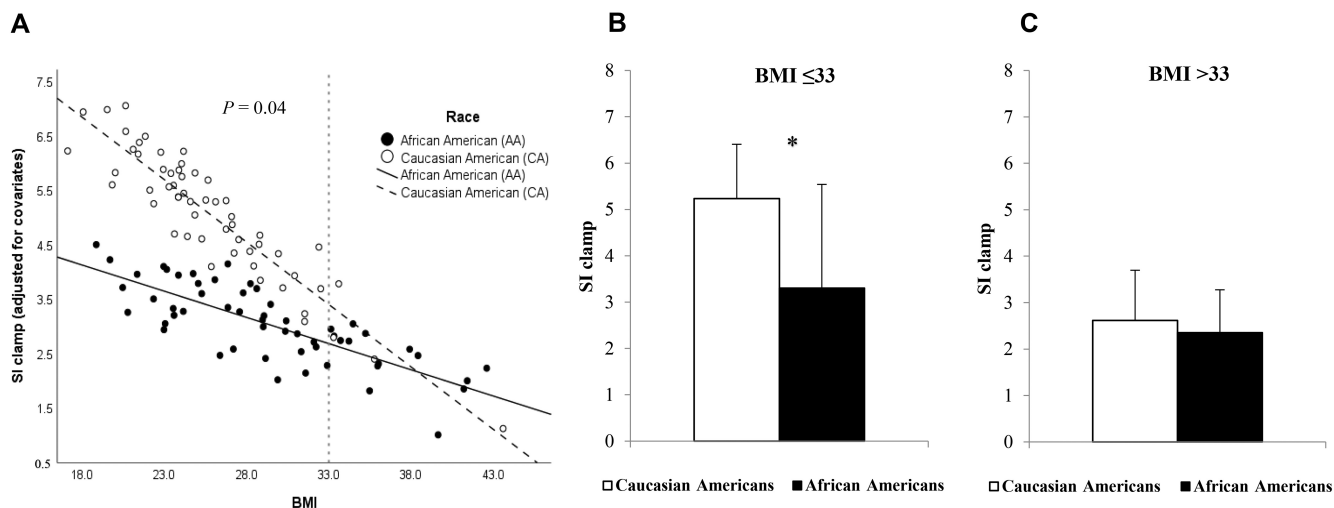 A
7.5
6.5
5.5
4.5
3.5
2.5
1.5
0.5
SI clamp (adjusted for covariates)
P = 0.04
Race
African American (AA)
Caucasian American (CA)
African American (AA)
Caucasian American (CA)
18.0 23.0 28.0 33.0 38.0 43.0
BMI
B
BMI ≤33
8
7
6
5
4
3
2
1
0
SI clamp
*
Caucasian Americans African Americans
C
BMI >33
8
7
6
5
4
3
2
1
0
SI clamp
Caucasian Americans African Americans